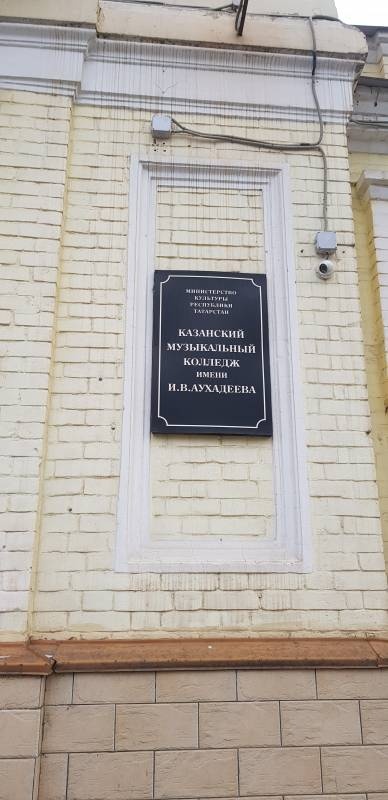 МИНИСТЕРСТВО
КУЛЬТУРЫ
РЕСПУБЛИКИ
ТАТАРСТАН
КАЗАНСКИЙ
МУЗЫКАЛЬНЫЙ
КОЛЛЕДЖ
ИМЕНИ
И.В.АУХАДЕЕВА